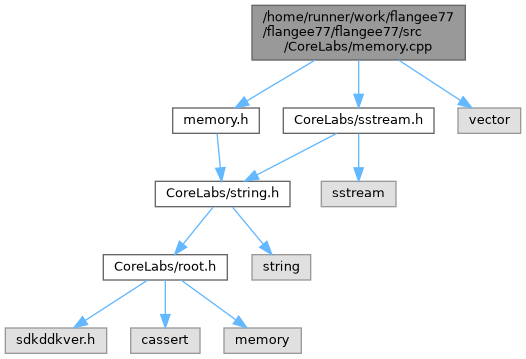 /home/runner/work/flangee77
/flangee77/flangee77/src
/CoreLabs/memory.cpp
memory.h
CoreLabs/sstream.h
vector
CoreLabs/string.h
sstream
CoreLabs/root.h
string
sdkddkver.h
cassert
memory